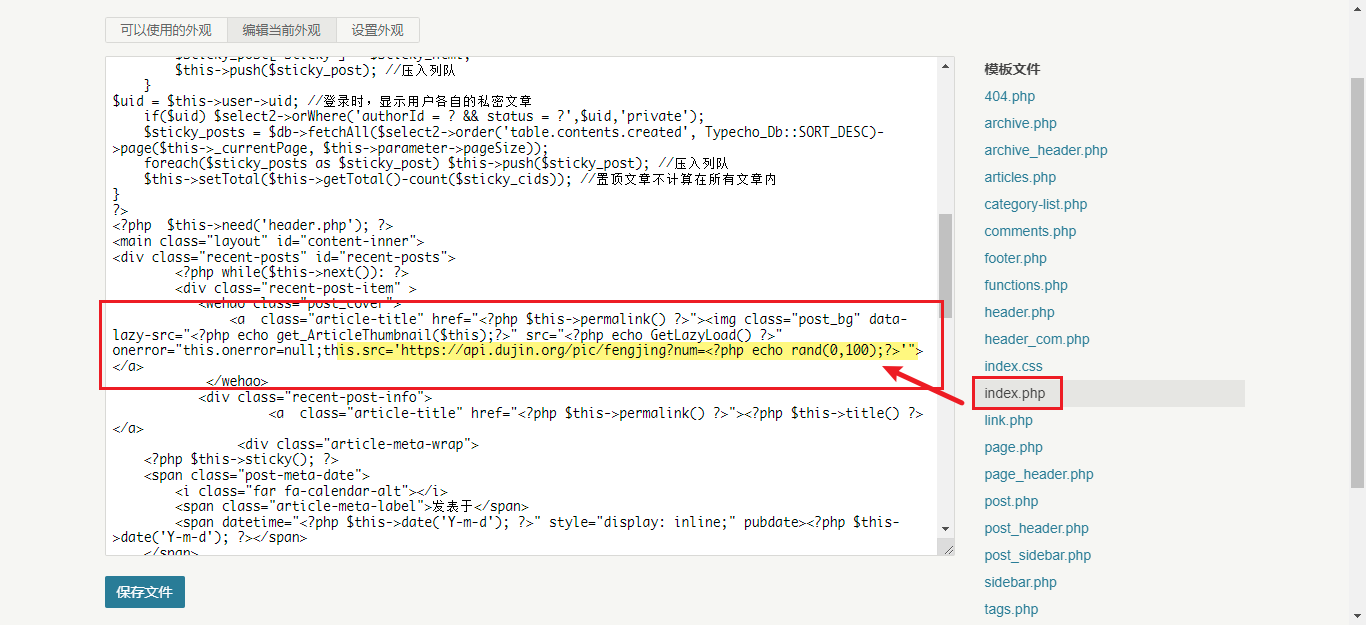 可以使用的外观 编辑当前外观 设置外观
$this->push($sticky_post); //压入列队
}
$uid = $this->user->uid; //登录时，显示用户各自的私密文章
if($uid) $select2->orWhere('authorId = ? && status = ?',$uid,'private');
$sticky_posts = $db->fetchAll($select2->order('table.contents.created', Typecho_Db::SORT_DESC)-
>page($this->_currentPage, $this->parameter->pageSize));
foreach($sticky_posts as $sticky_post) $this->push($sticky_post); //压入列队
$this->setTotal($this->getTotal()-count($sticky_cids)); //置顶文章不计算在所有文章内
}
?>
<?php  $this->need('header.php'); ?>
<main class="layout" id="content-inner">
<div class="recent-posts" id="recent-posts">
<?php while($this->next()): ?>
<div class="recent-post-item" >
<wehao class="post_cover">
<a  class="article-title" href="<?php $this->permalink() ?>"><img class="post_bg" data-
lazy-src="<?php echo get_ArticleThumbnail($this);?>" src="<?php echo GetLazyLoad() ?>"
onerror="this.onerror=null;this.src='https://api.dujin.org/pic/fengjing?num=<?php echo rand(0,100);?>'">
</a>
</wehao>
<div class="recent-post-info">
<a  class="article-title" href="<?php $this->permalink() ?>"><?php $this->title() ?>
</a>
<div class="article-meta-wrap">
<?php $this->sticky(); ?>
<span class="post-meta-date">
<i class="far fa-calendar-alt"></i>
<span class="article-meta-label">发表于</span>
<span datetime="<?php $this->date('Y-m-d'); ?>" style="display: inline;" pubdate><?php $this-
>date('Y-m-d'); ?></span>
</span>
保存文件
模板文件
404.php
archive.php
archive_header.php
articles.php
category-list.php
comments.php
footer.php
functions.php
header.php
header_com.php
index.css
index.php
link.php
page.php
page_header.php
post.php
post_header.php
post_sidebar.php
sidebar.php
tags.php